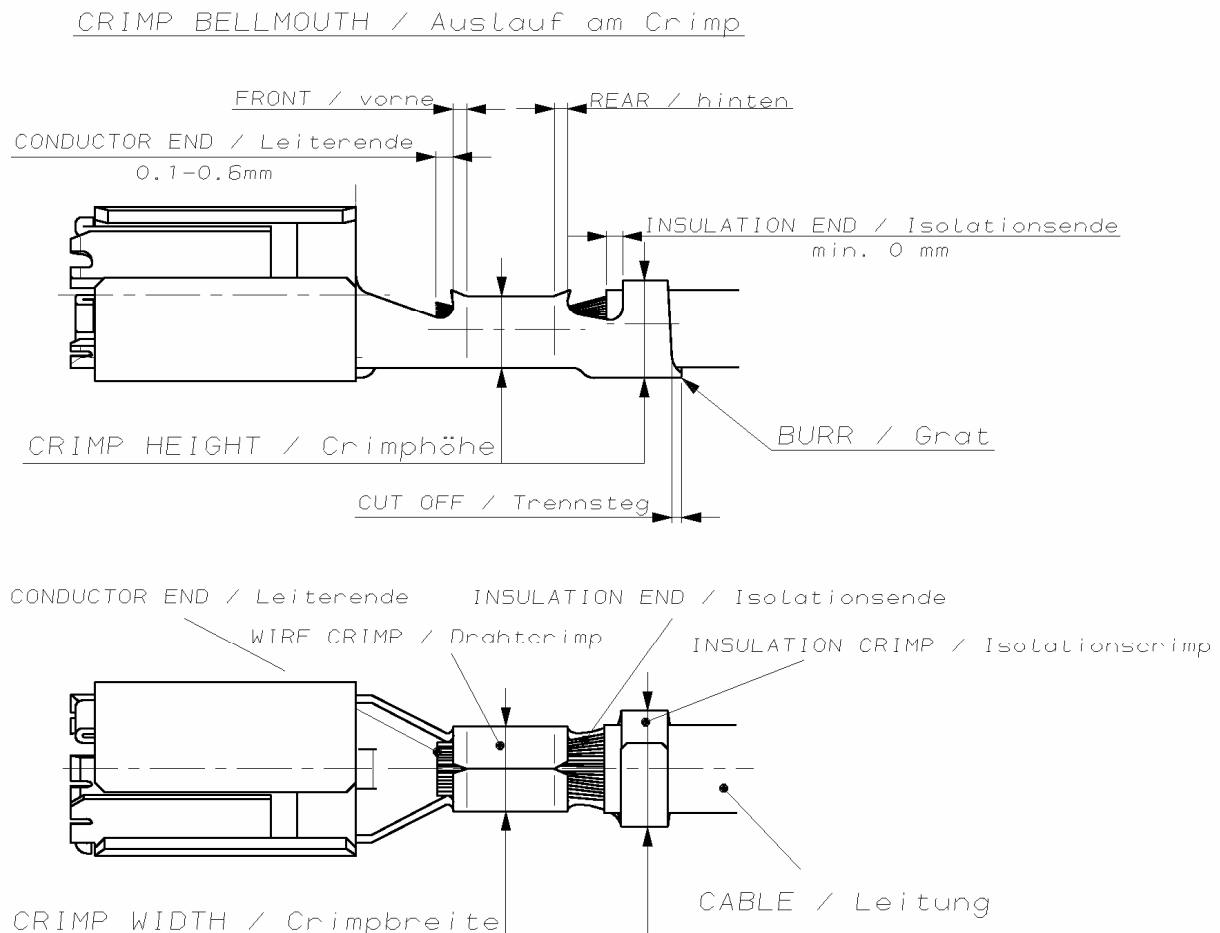 CRIMP BELLMOUTH / Auslauf am Crimp
FRONT / vorne
REAR / hinten
CONDUCTOR END / Leiterende
0.1-0.6mm
INSULATION END / Isolationsende
min. 0 mm
CRIMP HEIGHT / Crimphöhe
BURR / Grat
CUT OFF / Trennsteg
CONDUCTOR END / Leiterende
INSULATION END / Isolationsende
WIRE CRIMP / Drahtcrimp
INSULATION CRIMP / Isolationscrimp
CABLE / Leitung
CRIMP WIDTH / Crimpbreite